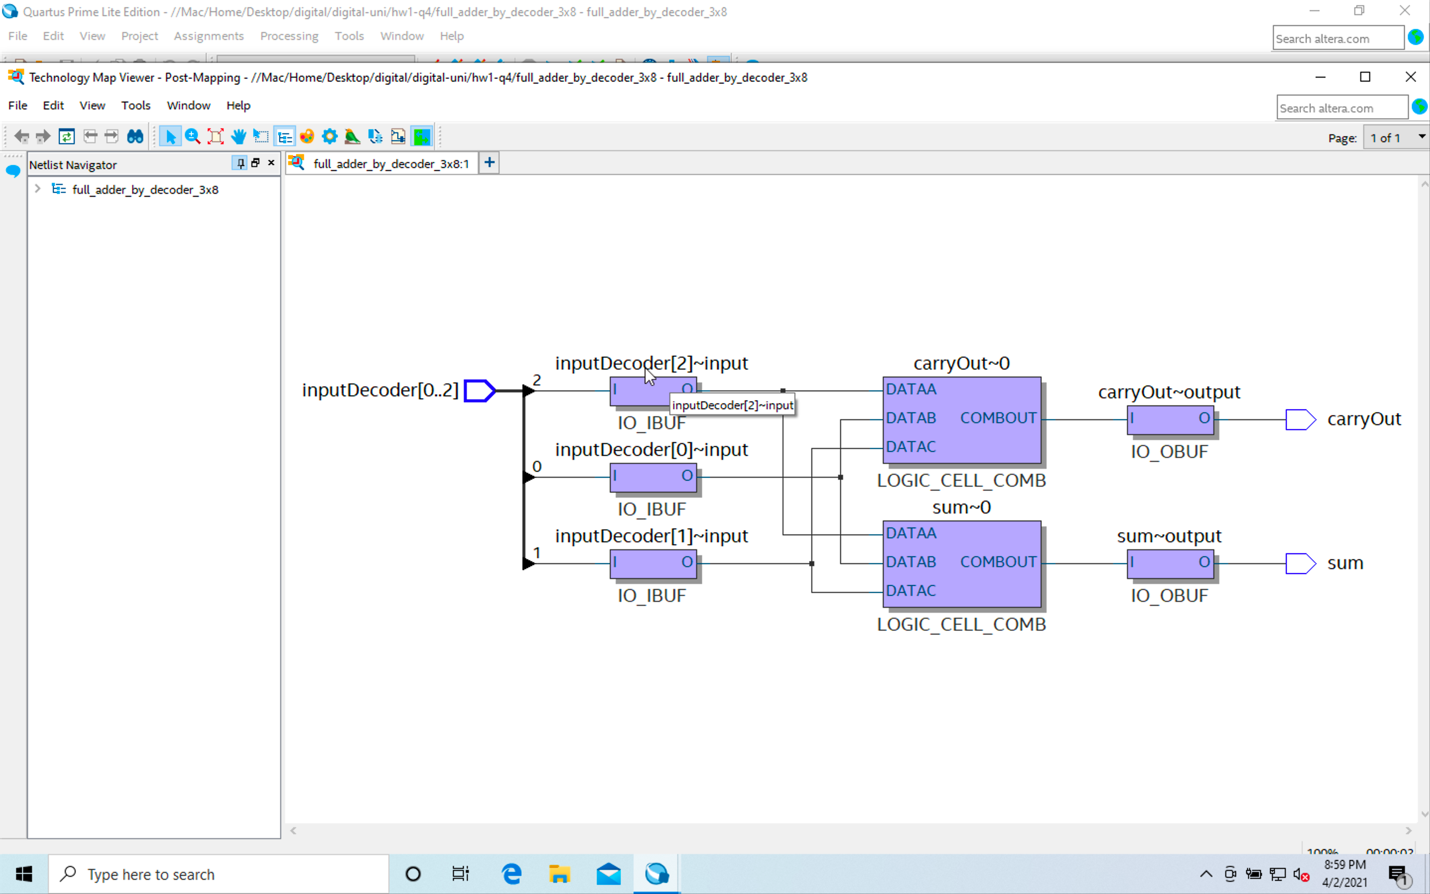 Quartus Prime Lite Edition - //Mac/Home/Desktop/digital/digital-uni/hw1-q4/full_adder_by_decoder_3x8 - full_adder_by_decoder_3x8
File Edit View Project Assignments Processing Tools Window Help
Search altera.com
Technology Map Viewer - Post-Mapping - //Mac/Home/Desktop/digital/digital-uni/hw1-q4/full_adder_by_decoder_3x8 - full_adder_by_decoder_3x8
File Edit View Tools Window Help
Search altera.com
Page: 1 of 1
Netlist Navigator
full_adder_by_decoder_3x8:1
full_adder_by_decoder_3x8
inputDecoder[2]~input
carryOut~0
inputDecoder[0..2]
2
I O
DATAA
carryOut~output
inputDecoder[2]~input
IO_IBUF
DATAB COMBOUT
I O
carryOut
DATAC
inputDecoder[0]~input
IO_OBUF
0
I O
LOGIC_CELL_COMB
IO_IBUF
sum~0
inputDecoder[1]~input
DATAA
sum~output
1
I O
DATAB COMBOUT
I O
sum
DATAC
IO_IBUF
IO_OBUF
LOGIC_CELL_COMB
100% 00:00:03
Type here to search
8:59 PM
4/2/2021
1